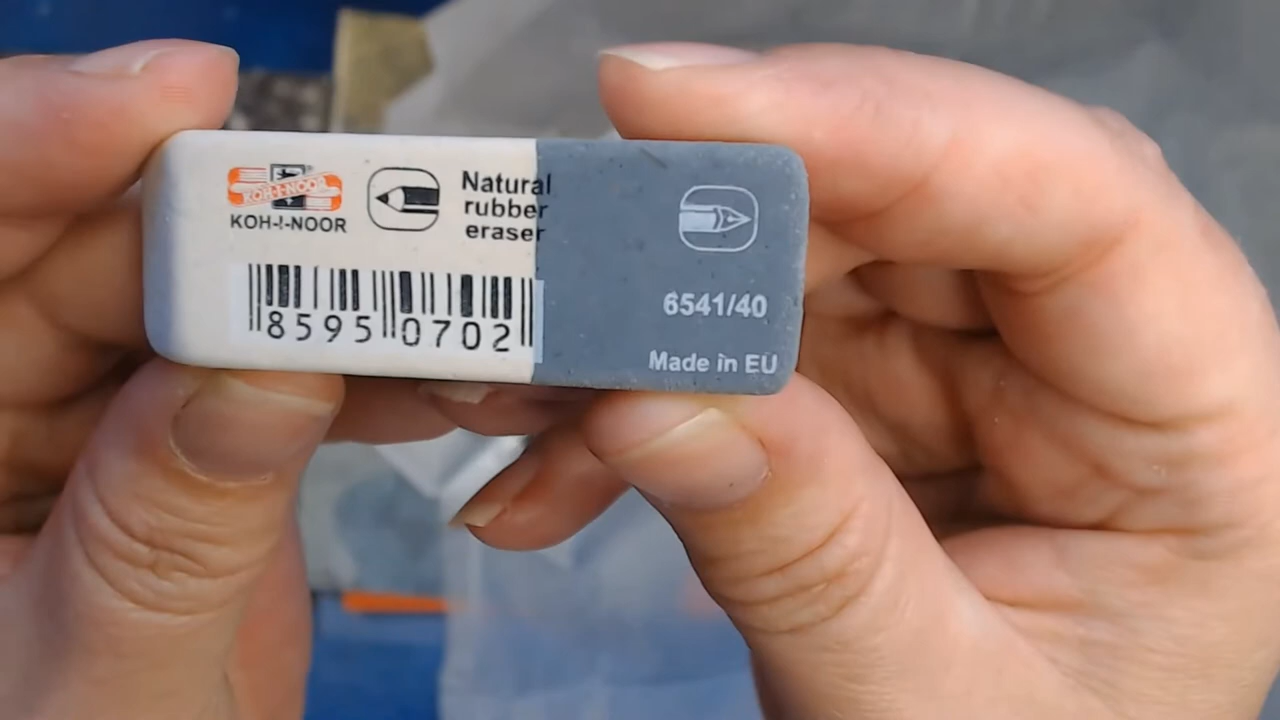 KOH-I-NOOR
KOH-I-NOOR
Natural
rubber
eraser
8595 0702
6541/40
Made in EU